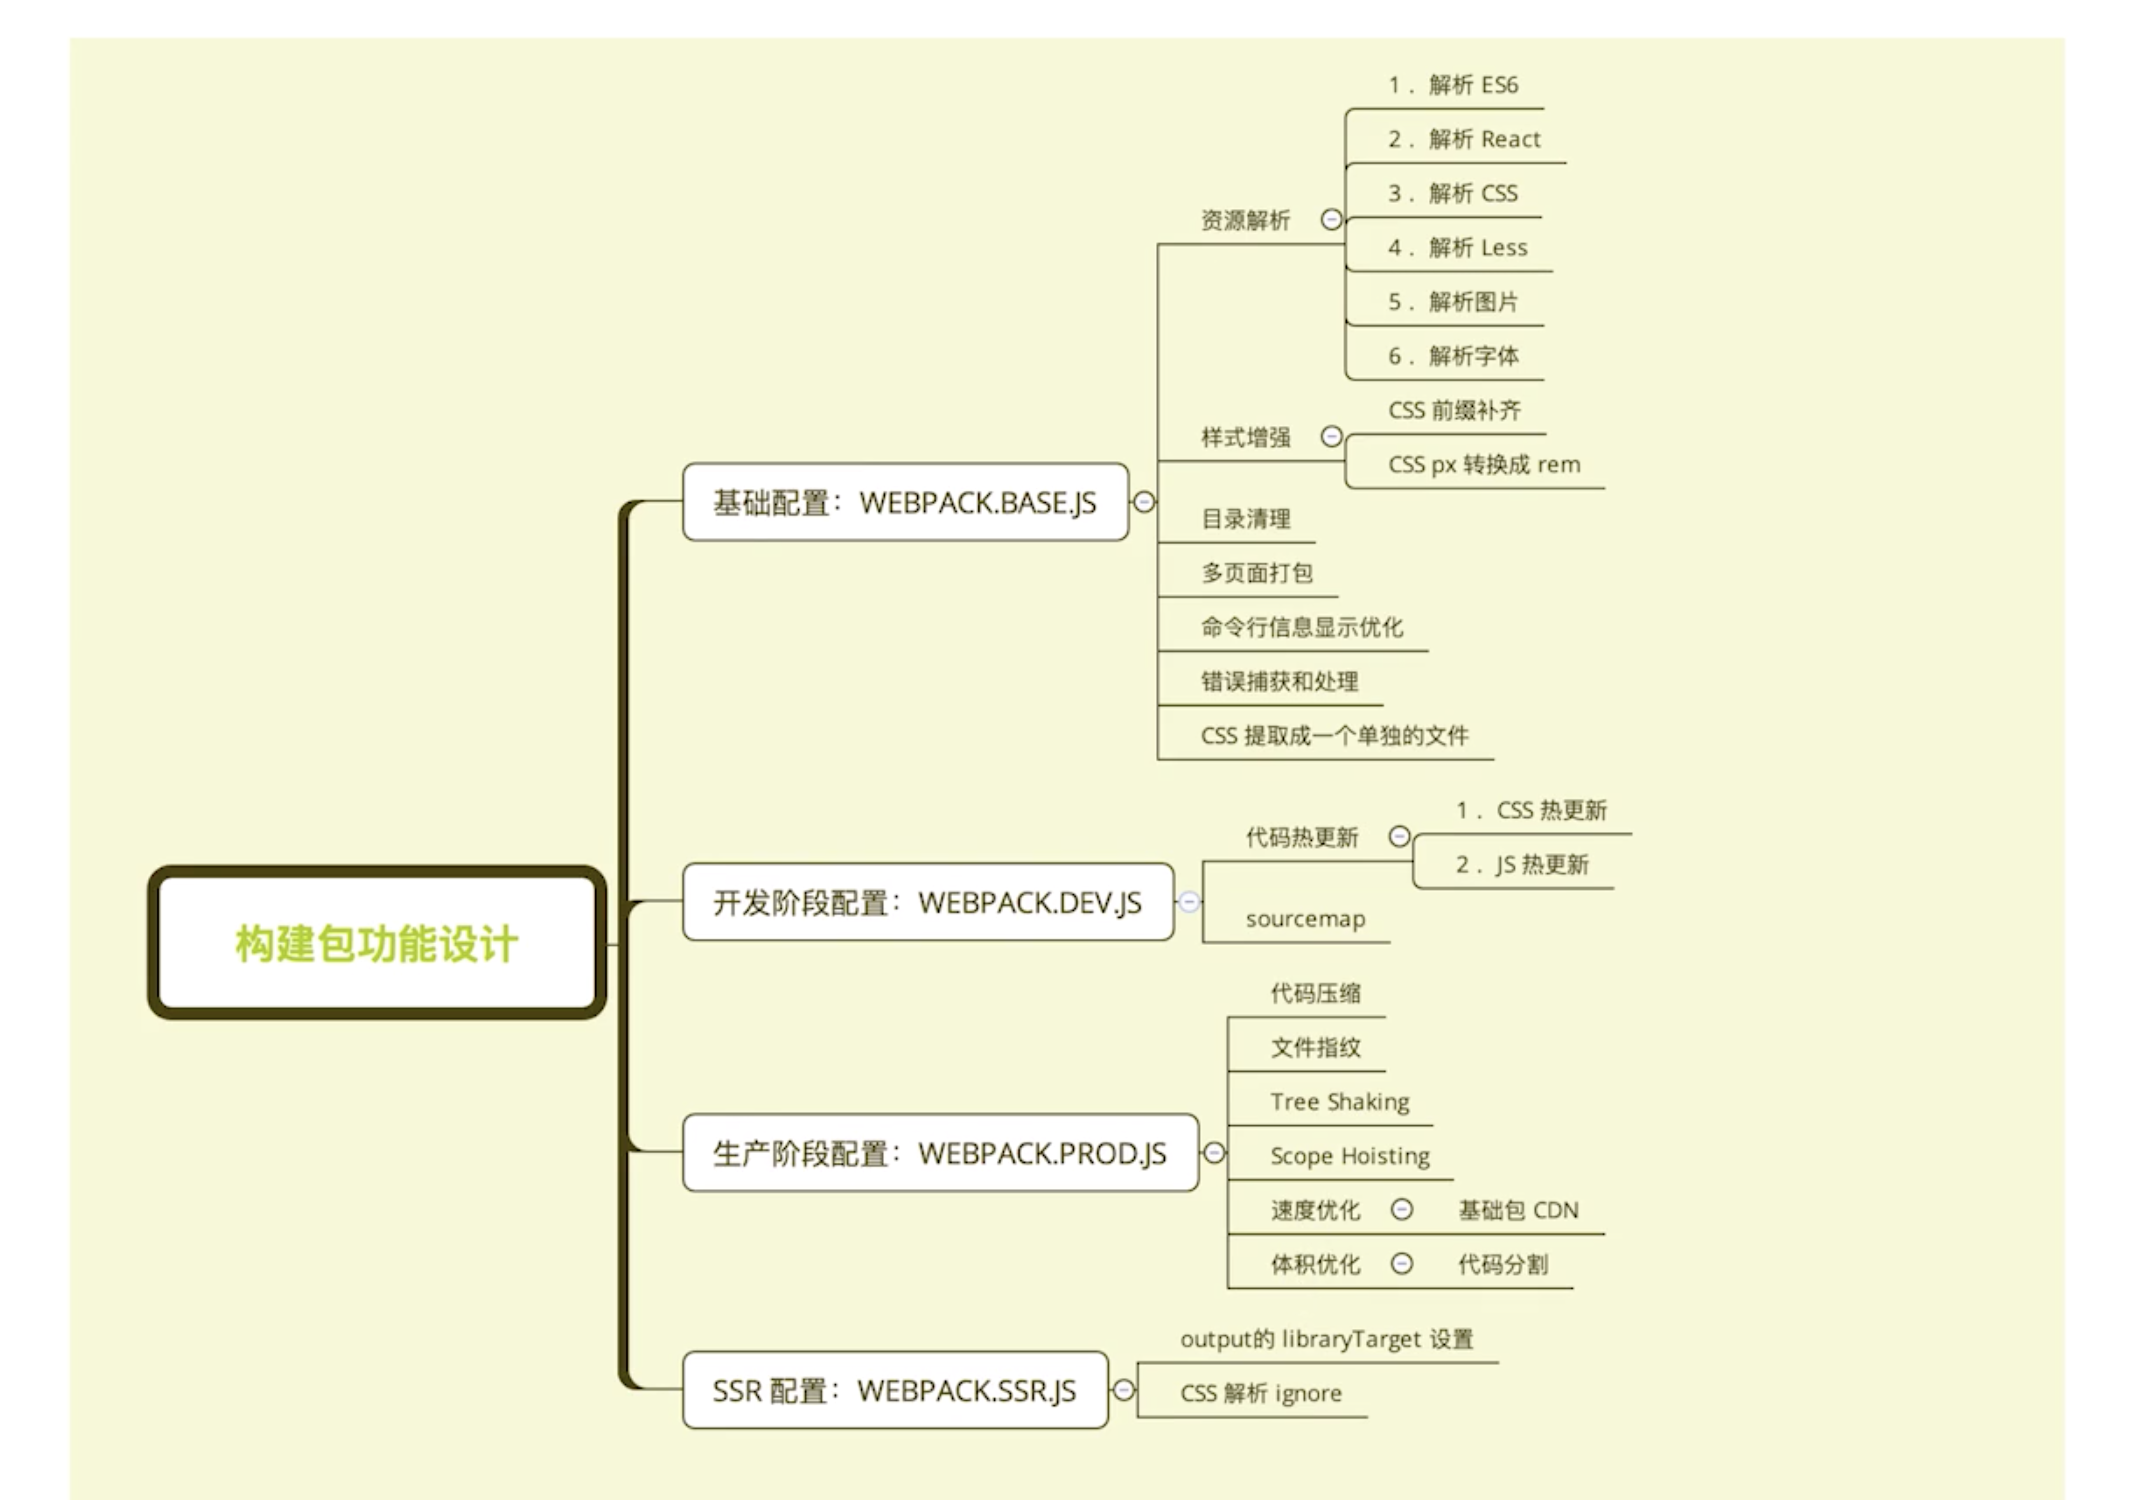 构建包功能设计
基础配置：WEBPACK.BASE.JS
资源解析
1． 解析 ES6
2． 解析 React
3． 解析 CSS
4． 解析 Less
5． 解析图片
6． 解析字体
样式增强
CSS 前缀补齐
CSS px 转换成 rem
目录清理
多页面打包
命令行信息显示优化
错误捕获和处理
CSS 提取成一个单独的文件
开发阶段配置：WEBPACK.DEV.JS
代码热更新
1． CSS 热更新
2． JS 热更新
sourcemap
生产阶段配置：WEBPACK.PROD.JS
代码压缩
文件指纹
Tree Shaking
Scope Hoisting
速度优化
基础包 CDN
体积优化
代码分割
SSR 配置：WEBPACK.SSR.JS
output的 libraryTarget 设置
CSS 解析 ignore